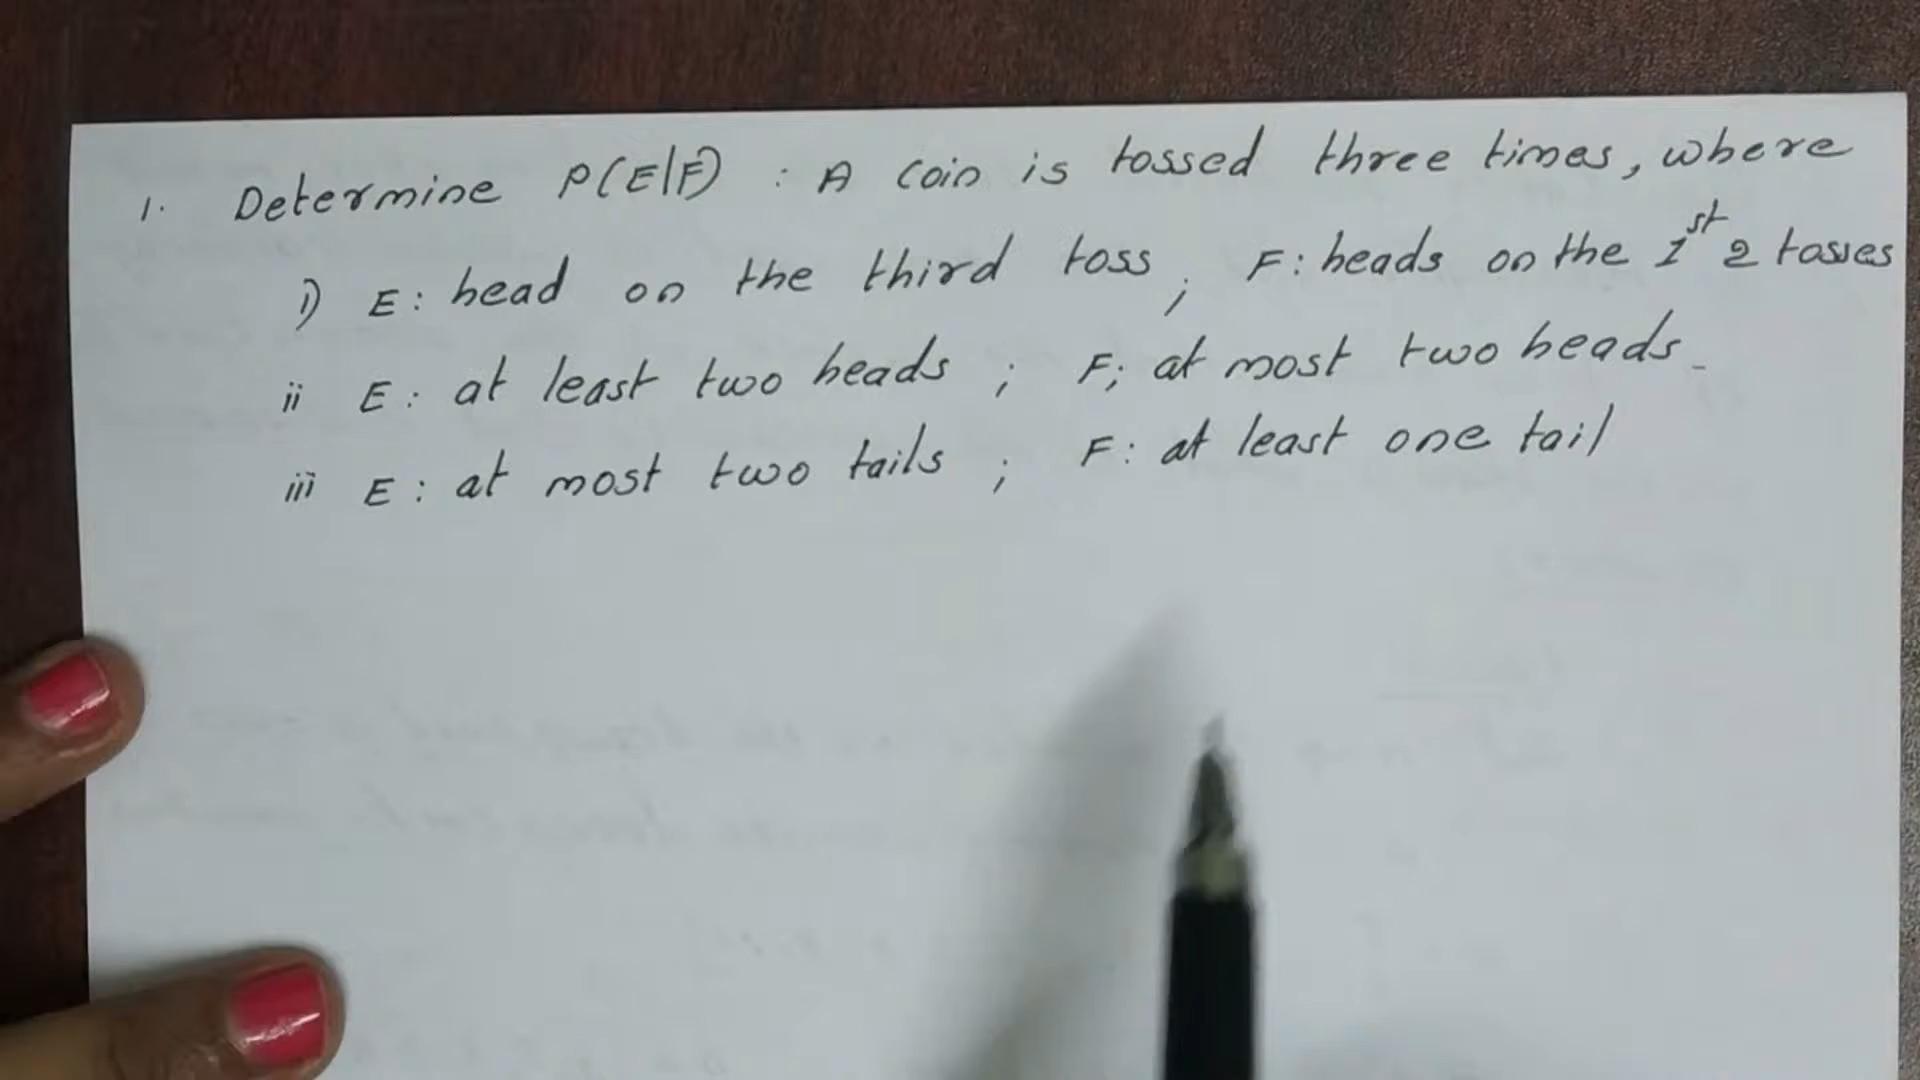 1. Determine P(E|F) : A coin is tossed three times, where
i) E: head on the third toss ; F: heads on the 1st 2 tosses
ii E: at least two heads ; F; at most two heads.
iii E: at most two tails ; F: at least one tail